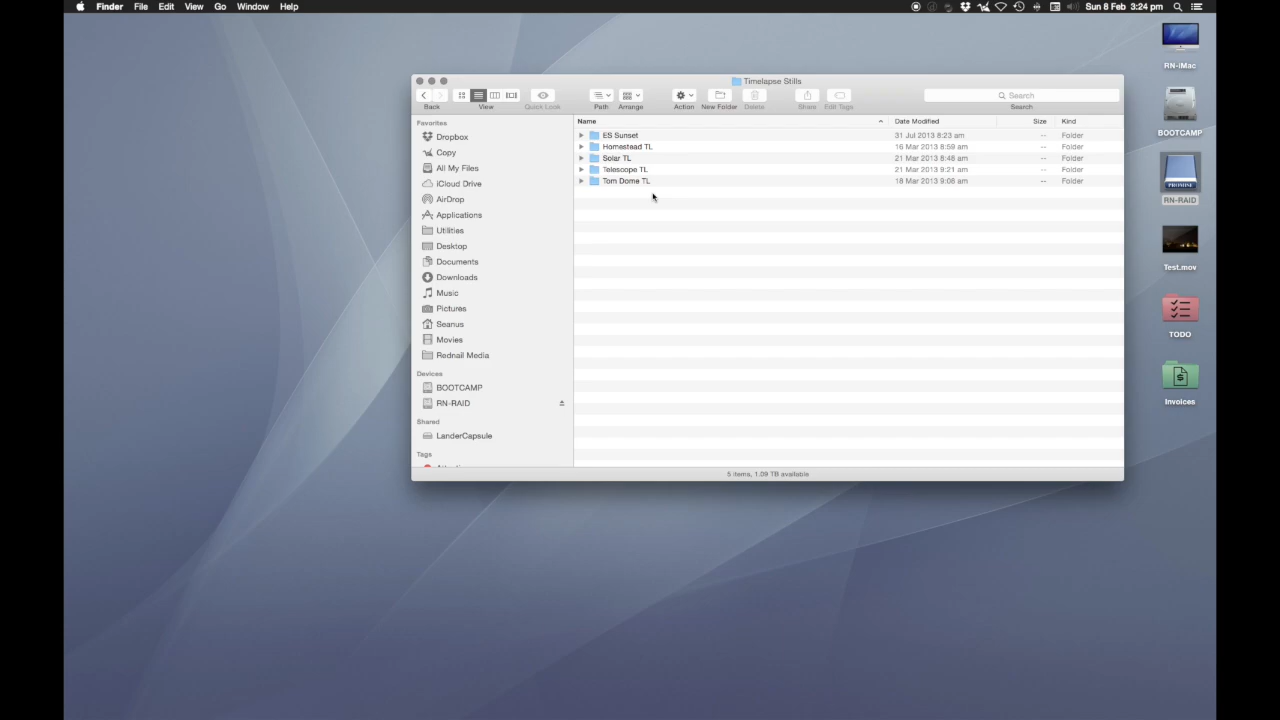 Finder File Edit View Go Window Help Sun 8 Feb 3:24 pm
Timelapse Stills
Search
Back View Quick Look Path Arrange Action New Folder Delete Share Edit Tags Search
Favorites
Dropbox
Copy
All My Files
iCloud Drive
AirDrop
Applications
Utilities
Desktop
Documents
Downloads
Music
Pictures
Seanus
Movies
Rednail Media
Devices
BOOTCAMP
RN-RAID
Shared
LanderCapsule
Tags
Name Date Modified Size Kind
ES Sunset 31 Jul 2013 8:23 am -- Folder
Homestead TL 16 Mar 2013 8:59 am -- Folder
Solar TL 21 Mar 2013 8:46 am -- Folder
Telescope TL 21 Mar 2013 9:21 am -- Folder
Tom Dome TL 18 Mar 2013 9:08 am -- Folder
5 items, 1.09 TB available
RN-iMac
BOOTCAMP
PROMISE
RN-RAID
Test.mov
TODO
Invoices